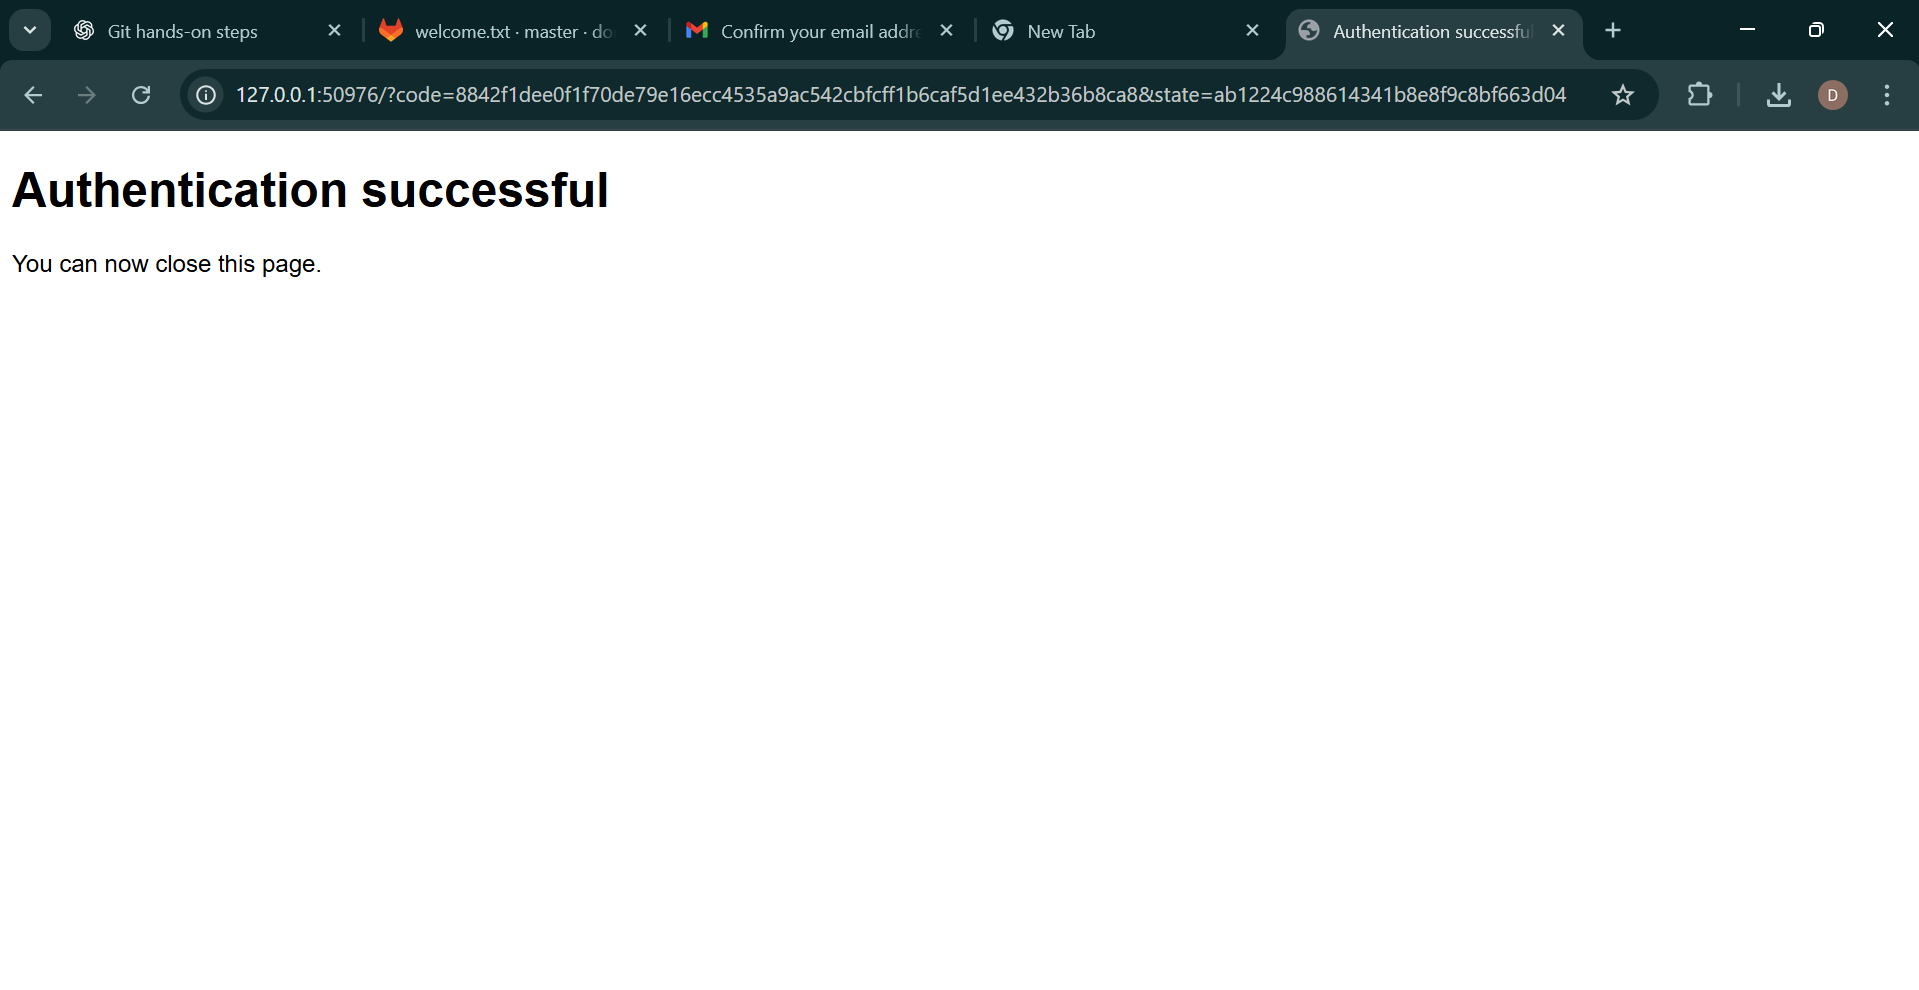 Git hands-on steps
welcome.txt · master · do
Confirm your email addre
New Tab
Authentication successful
127.0.0.1:50976/?code=8842f1dee0f1f70de79e16ecc4535a9ac542cbfcff1b6caf5d1ee432b36b8ca8&state=ab1224c988614341b8e8f9c8bf663d04
D
Authentication successful
You can now close this page.